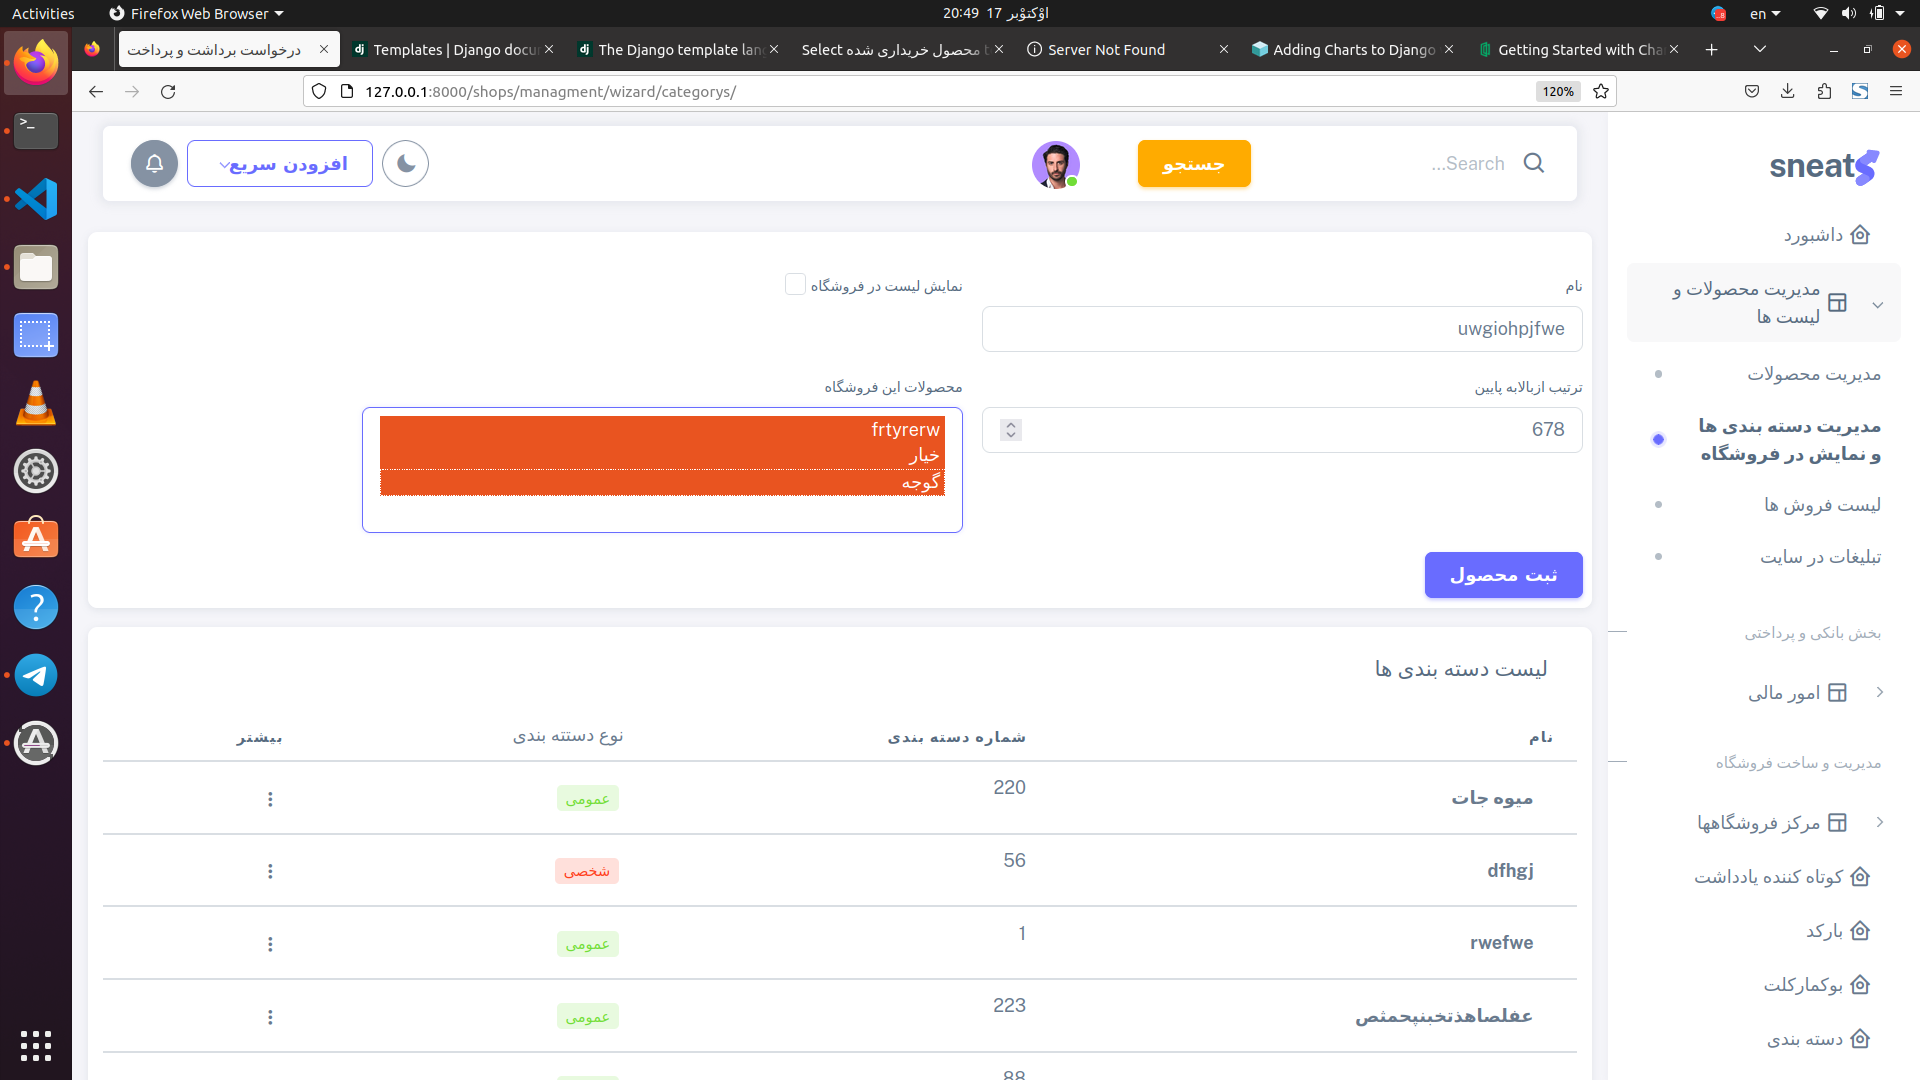 Activities
Firefox Web Browser
20:49 17 اوْکتوْبر
en
درخواست برداشت و پرداخت
Templates | Django docu
The Django template lang
Select محصول خریداری شده t
Server Not Found
Adding Charts to Django
Getting Started with Cha
127.0.0.1:8000/shops/managment/wizard/categorys/
120%
sneat
Search...
جستجو
افزودن سریع
داشبورد
مدیریت محصولات و
لیست ها
مدیریت محصولات
مدیریت دسته بندی ها
و نمایش در فروشگاه
لیست فروش ها
تبلیغات در سایت
بخش بانکی و پرداختی
امور مالی
مدیریت و ساخت فروشگاه
مرکز فروشگاهها
کوتاه کننده یادداشت
بارکد
بوکمارکلت
دسته بندی
نام
uwgiohpjfwe
نمایش لیست در فروشگاه
ترتیب ازبالابه پایین
678
محصولات این فروشگاه
frtyrerw
خیار
گوجه
ثبت محصول
لیست دسته بندی ها
نام شماره دسته بندی نوع دستته بندی بیشتر
میوه جات 220 عمومی
dfhgj 56 شخصی
rwefwe 1 عمومی
عفلصاهذتخبنپحمثص 223 عمومی
88